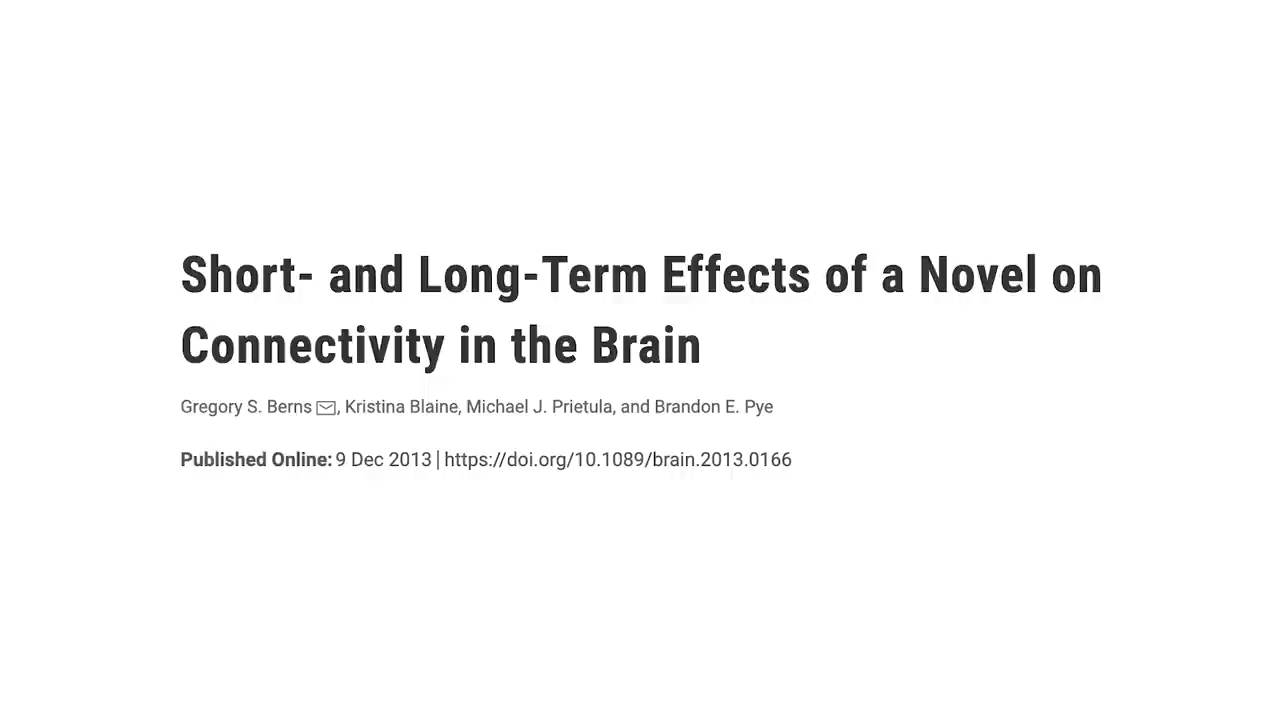 Short- and Long-Term Effects of a Novel on
Connectivity in the Brain
Gregory S. Berns, Kristina Blaine, Michael J. Prietula, and Brandon E. Pye
Published Online: 9 Dec 2013 | https://doi.org/10.1089/brain.2013.0166